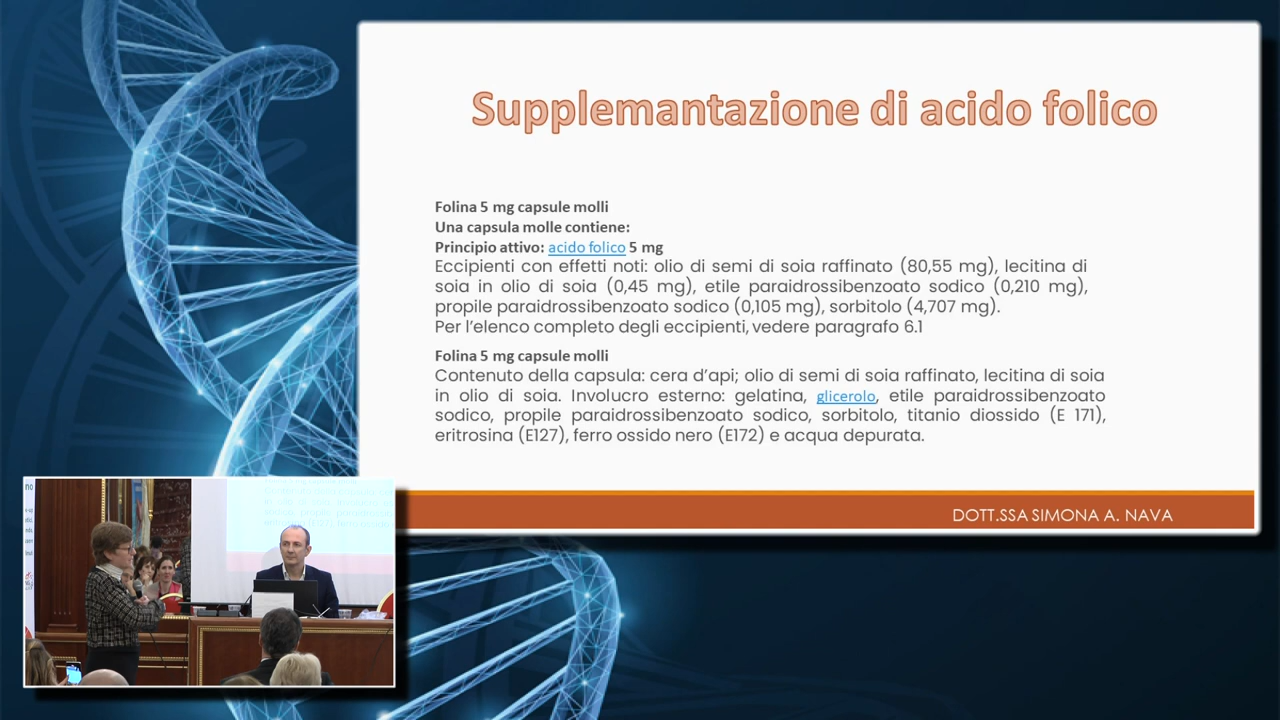 Supplemantazione di acido folico
Folina 5 mg capsule molli
Una capsula molle contiene:
Principio attivo: acido folico 5 mg
Eccipienti con effetti noti: olio di semi di soia raffinato (80,55 mg), lecitina di
soia in olio di soia (0,45 mg), etile paraidrossibenzoato sodico (0,210 mg),
propile paraidrossibenzoato sodico (0,105 mg), sorbitolo (4,707 mg).
Per l’elenco completo degli eccipienti, vedere paragrafo 6.1
Folina 5 mg capsule molli
Contenuto della capsula: cera d’api; olio di semi di soia raffinato, lecitina di soia
in olio di soia. Involucro esterno: gelatina, glicerolo, etile paraidrossibenzoato
sodico, propile paraidrossibenzoato sodico, sorbitolo, titanio diossido (E 171),
eritrosina (E127), ferro ossido nero (E172) e acqua depurata.
DOTT.SSA SIMONA A. NAVA